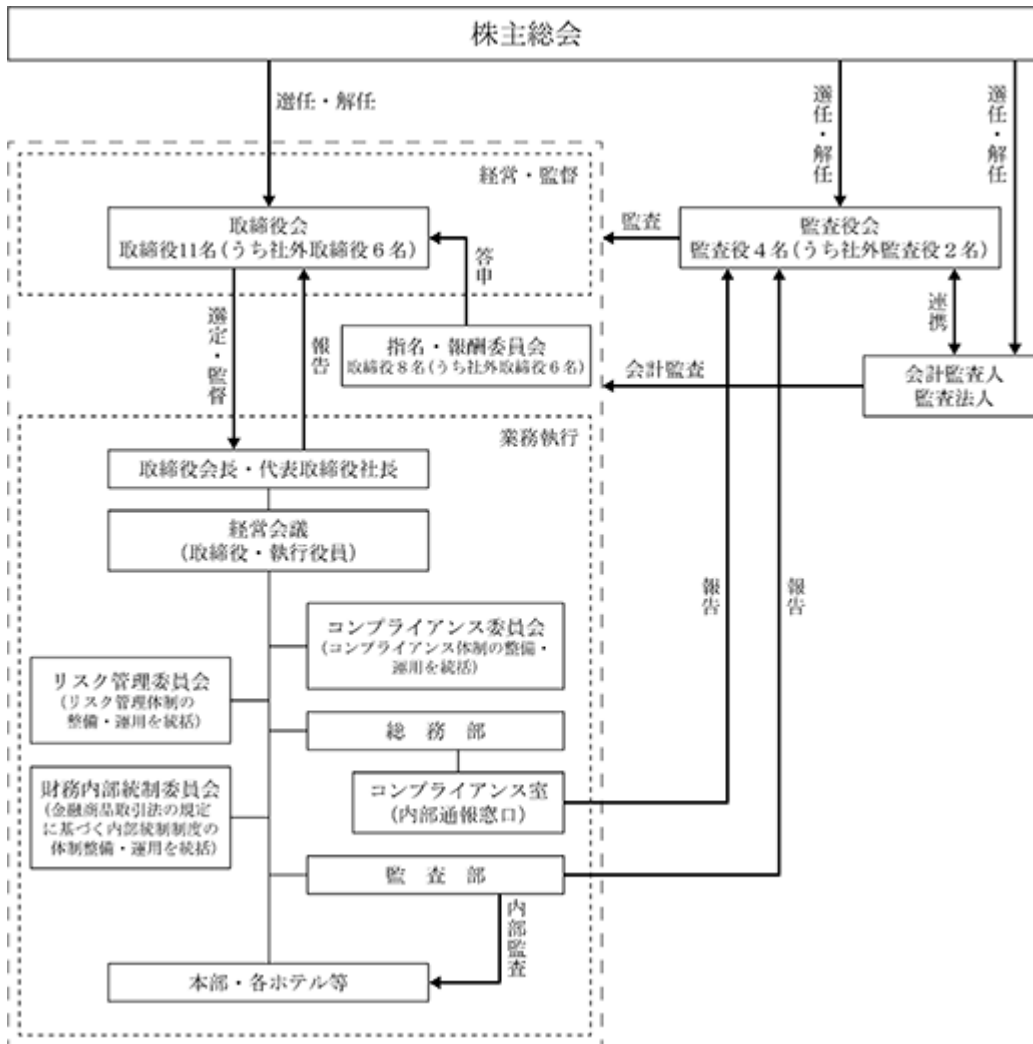 株主総会
選任・解任
選任・解任
選任・解任
経営・監督
取締役会
取締役11名(うち社外取締役6名)
監査
監査役会
監査役4名(うち社外監査役2名)
答申
連携
選定・監督
報告
指名・報酬委員会
取締役8名(うち社外取締役6名)
会計監査
会計監査人
監査法人
業務執行
取締役会長・代表取締役社長
経営会議
(取締役・執行役員)
報告
報告
コンプライアンス委員会
(コンプライアンス体制の整備・
運用を統括)
リスク管理委員会
(リスク管理体制の
整備・運用を統括)
総務部
財務内部統制委員会
(金融商品取引法の規定
に基づく内部統制制度の
体制整備・運用を統括)
コンプライアンス室
(内部通報窓口)
監査部
内部監査
本部・各ホテル等